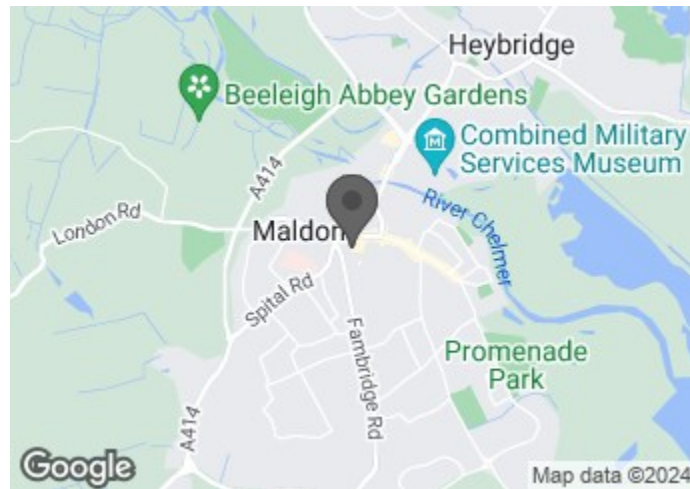 Heybridge
Beeleigh Abbey Gardens
Combined Military
Services Museum
A414
London Rd
River Chelmer
Maldon
Spital Rd
Fambridge Rd
Promenade
Park
A414
Google
Map data ©2024